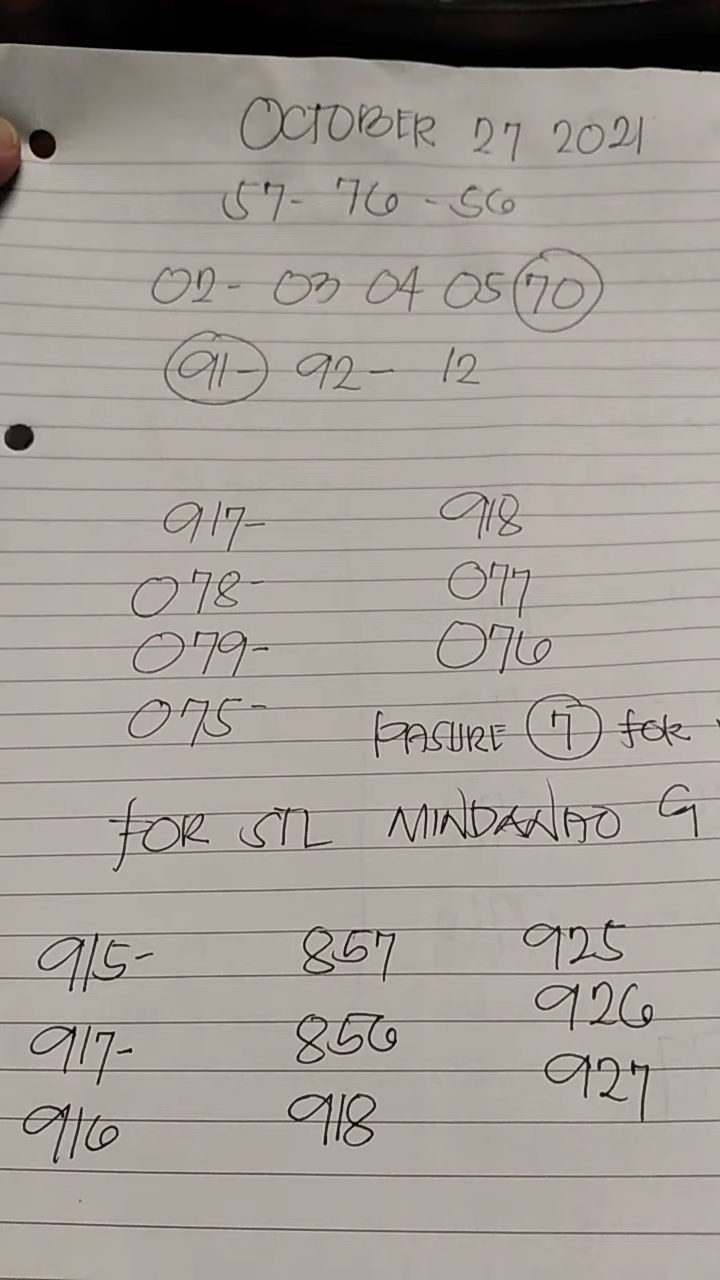 OCTOBER 27 2021
57- 76 - 56
02- 03 04 05 70
91- 92- 12
917- 918
078- 077
079- 076
075-
PASURE 7 for
for STL MINDANAO G
915- 857 925
926
917- 856
927
916 918